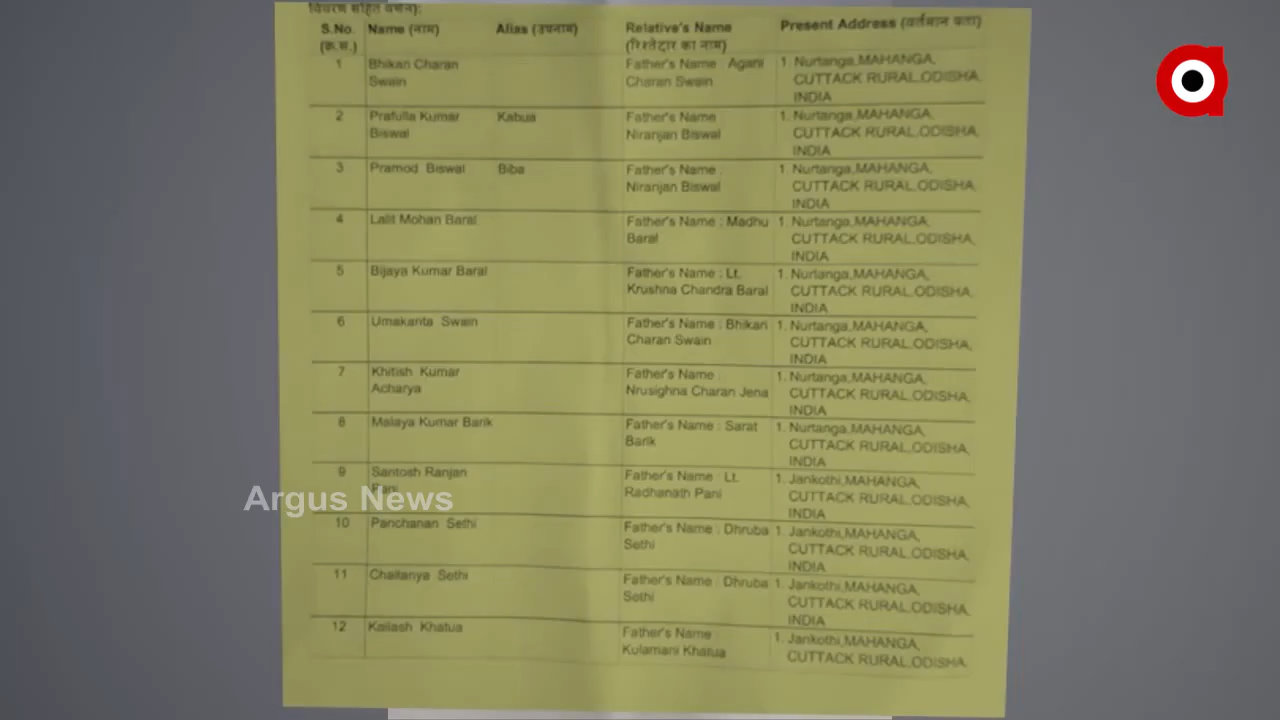 विवरण सहित वर्णन):
S.No. Name (नाम) Alias (उपनाम) Relative's Name Present Address (वर्तमान पता)
(क्र.सं.) (रिश्तेदार का नाम)
1 Bhikari Charan Father's Name : Agani 1. Nurtanga,MAHANGA,
Swain Charan Swain CUTTACK RURAL,ODISHA,
INDIA
2 Prafulla Kumar Kabua Father's Name : 1. Nurtanga,MAHANGA,
Biswal Niranjan Biswal CUTTACK RURAL,ODISHA,
INDIA
3 Pramod Biswal Biba Father's Name : 1. Nurtanga,MAHANGA,
Niranjan Biswal CUTTACK RURAL,ODISHA,
INDIA
4 Lalit Mohan Baral Father's Name : Madhu 1. Nurtanga,MAHANGA,
Baral CUTTACK RURAL,ODISHA,
INDIA
5 Bijaya Kumar Baral Father's Name : Lt. 1. Nurtanga,MAHANGA,
Krushna Chandra Baral CUTTACK RURAL,ODISHA,
INDIA
6 Umakanta Swain Father's Name : Bhikari 1. Nurtanga,MAHANGA,
Charan Swain CUTTACK RURAL,ODISHA,
INDIA
7 Khitish Kumar Father's Name : 1. Nurtanga,MAHANGA,
Acharya Nrusighna Charan Jena CUTTACK RURAL,ODISHA,
INDIA
8 Malaya Kumar Barik Father's Name : Sarat 1. Nurtanga,MAHANGA,
Barik CUTTACK RURAL,ODISHA,
INDIA
9 Santosh Ranjan Father's Name : Lt. 1. Jankothi,MAHANGA,
Pani Radhanath Pani CUTTACK RURAL,ODISHA,
INDIA
Argus News
10 Panchanan Sethi Father's Name : Dhruba 1. Jankothi,MAHANGA,
Sethi CUTTACK RURAL,ODISHA,
INDIA
11 Chaitanya Sethi Father's Name : Dhruba 1. Jankothi,MAHANGA,
Sethi CUTTACK RURAL,ODISHA,
INDIA
12 Kailash Khatua Father's Name : 1. Jankothi,MAHANGA,
Kulamani Khatua CUTTACK RURAL,ODISHA,